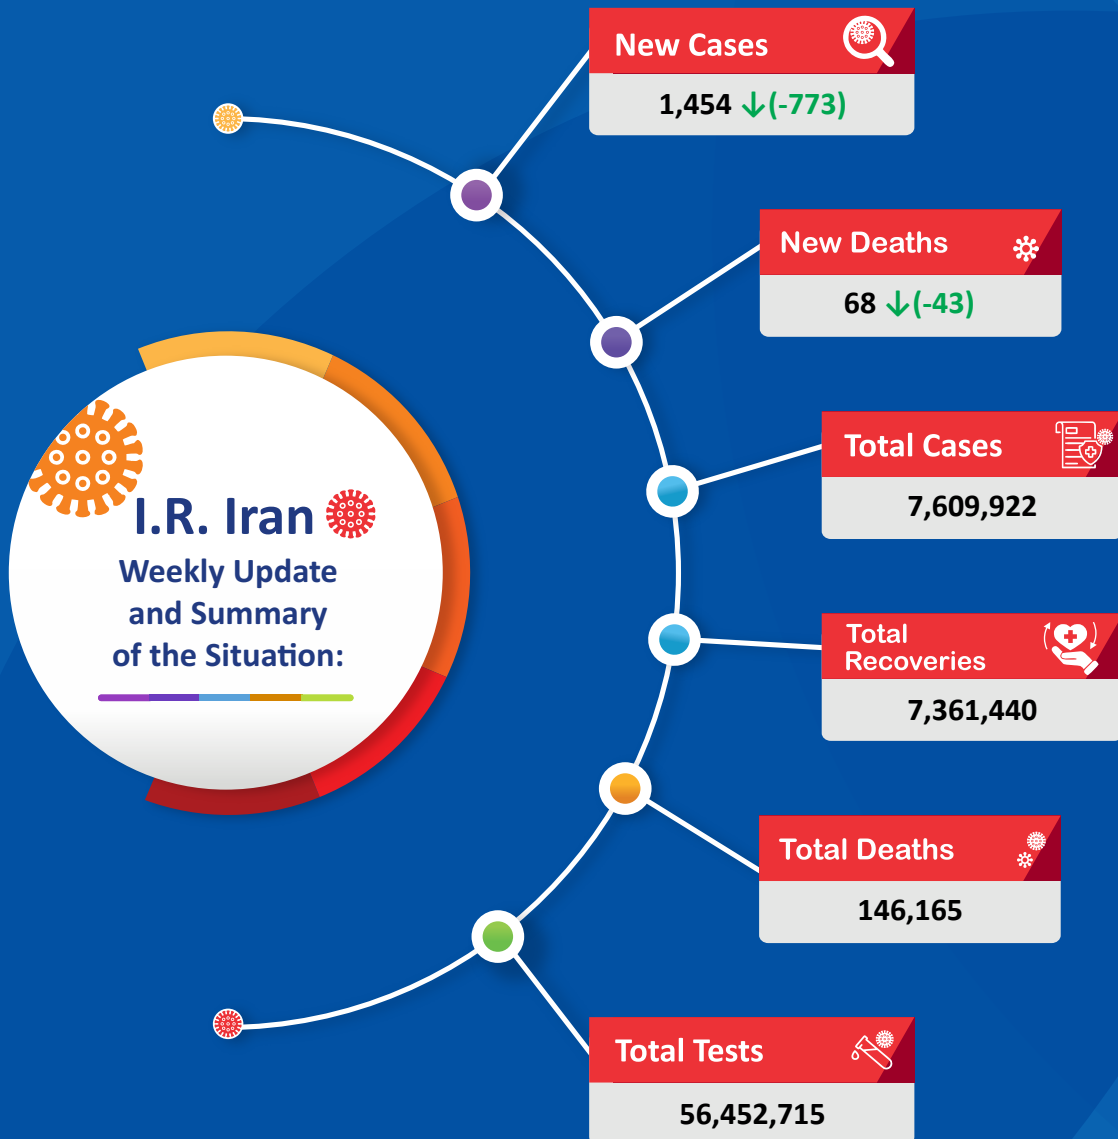 New Cases
1,454 ↓(-773)
New Deaths
68 ↓(-43)
Total Cases
7,609,922
I.R. Iran
Weekly Update
and Summary
of the Situation:
Total
Recoveries
7,361,440
Total Deaths
146,165
Total Tests
56,452,715